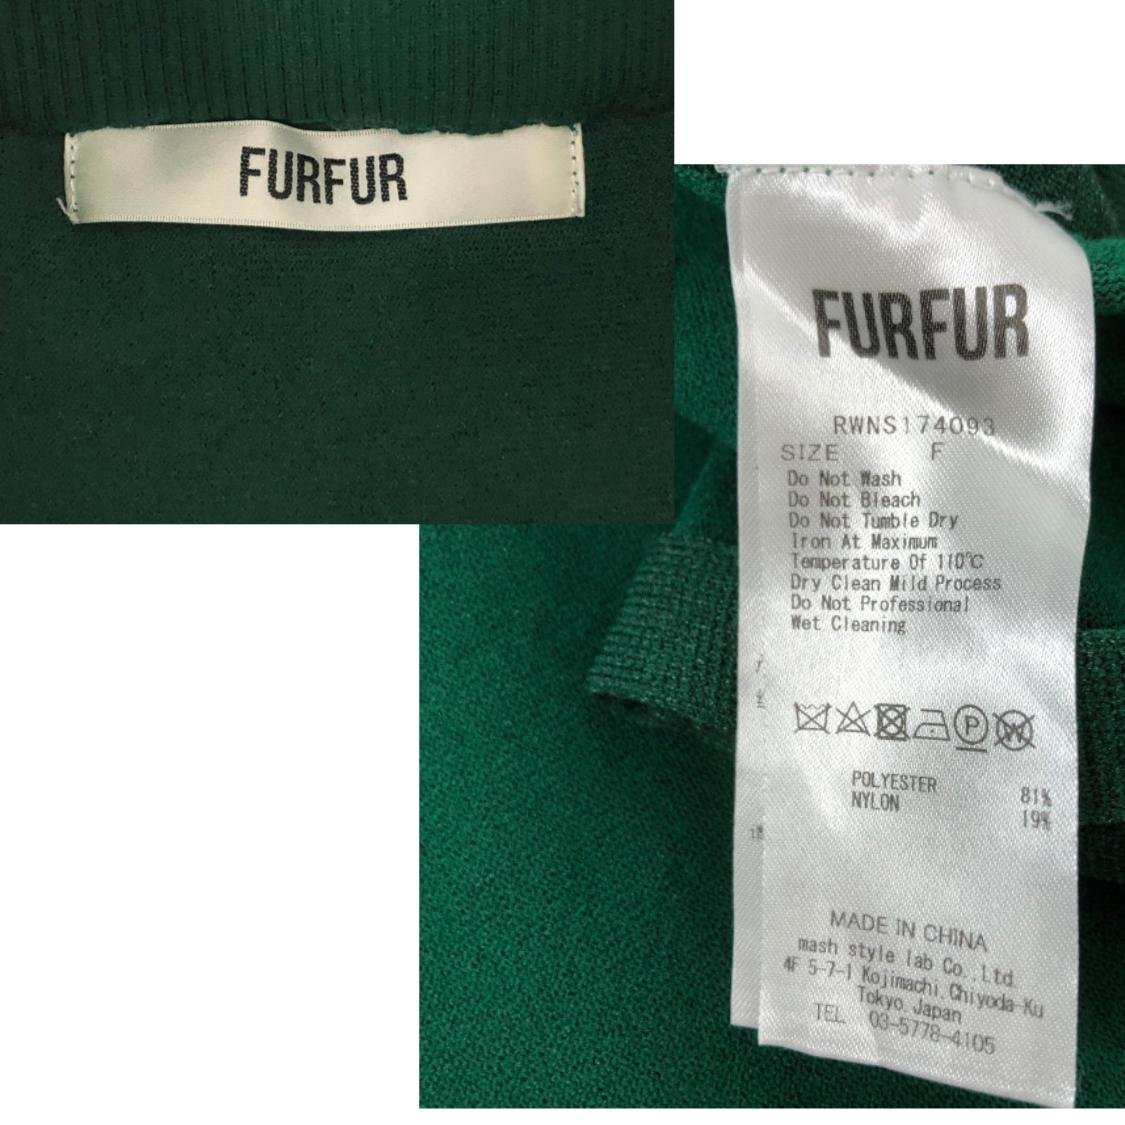 FURFUR
FURFUR
RWNS174093
SIZE F
Do Not Wash
Do Not Bleach
Do Not Tumble Dry
Iron At Maximum
Temperature Of 110℃
Dry Clean Mild Process
Do Not Professional
Wet Cleaning
P W
POLYESTER 81%
NYLON 19%
MADE IN CHINA
mash style lab Co.,Ltd.
4F 5-7-1 Kojimachi,Chiyoda-Ku
Tokyo Japan
TEL 03-5778-4105